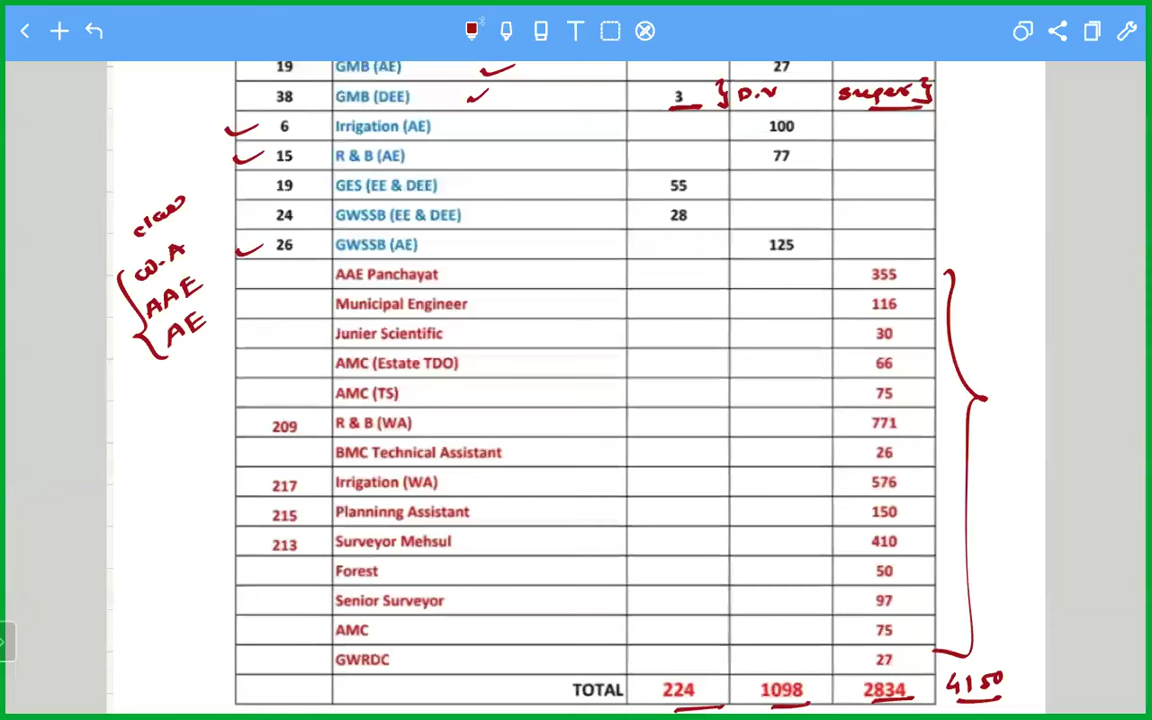 19 GMB (AE) 27
38 GMB (DEE) 3 } D.V Super }
6 Irrigation (AE) 100
15 R & B (AE) 77
19 GES (EE & DEE) 55
24 GWSSB (EE & DEE) 28
26 GWSSB (AE) 125
W.A
AAE
AE
AAE Panchayat 355
Municipal Engineer 116
Junier Scientific 30
AMC (Estate TDO) 66
AMC (TS) 75
209 R & B (WA) 771
BMC Technical Assistant 26
217 Irrigation (WA) 576
215 Planninng Assistant 150
213 Surveyor Mehsul 410
Forest 50
Senior Surveyor 97
AMC 75
GWRDC 27
TOTAL 224 1098 2834 4150